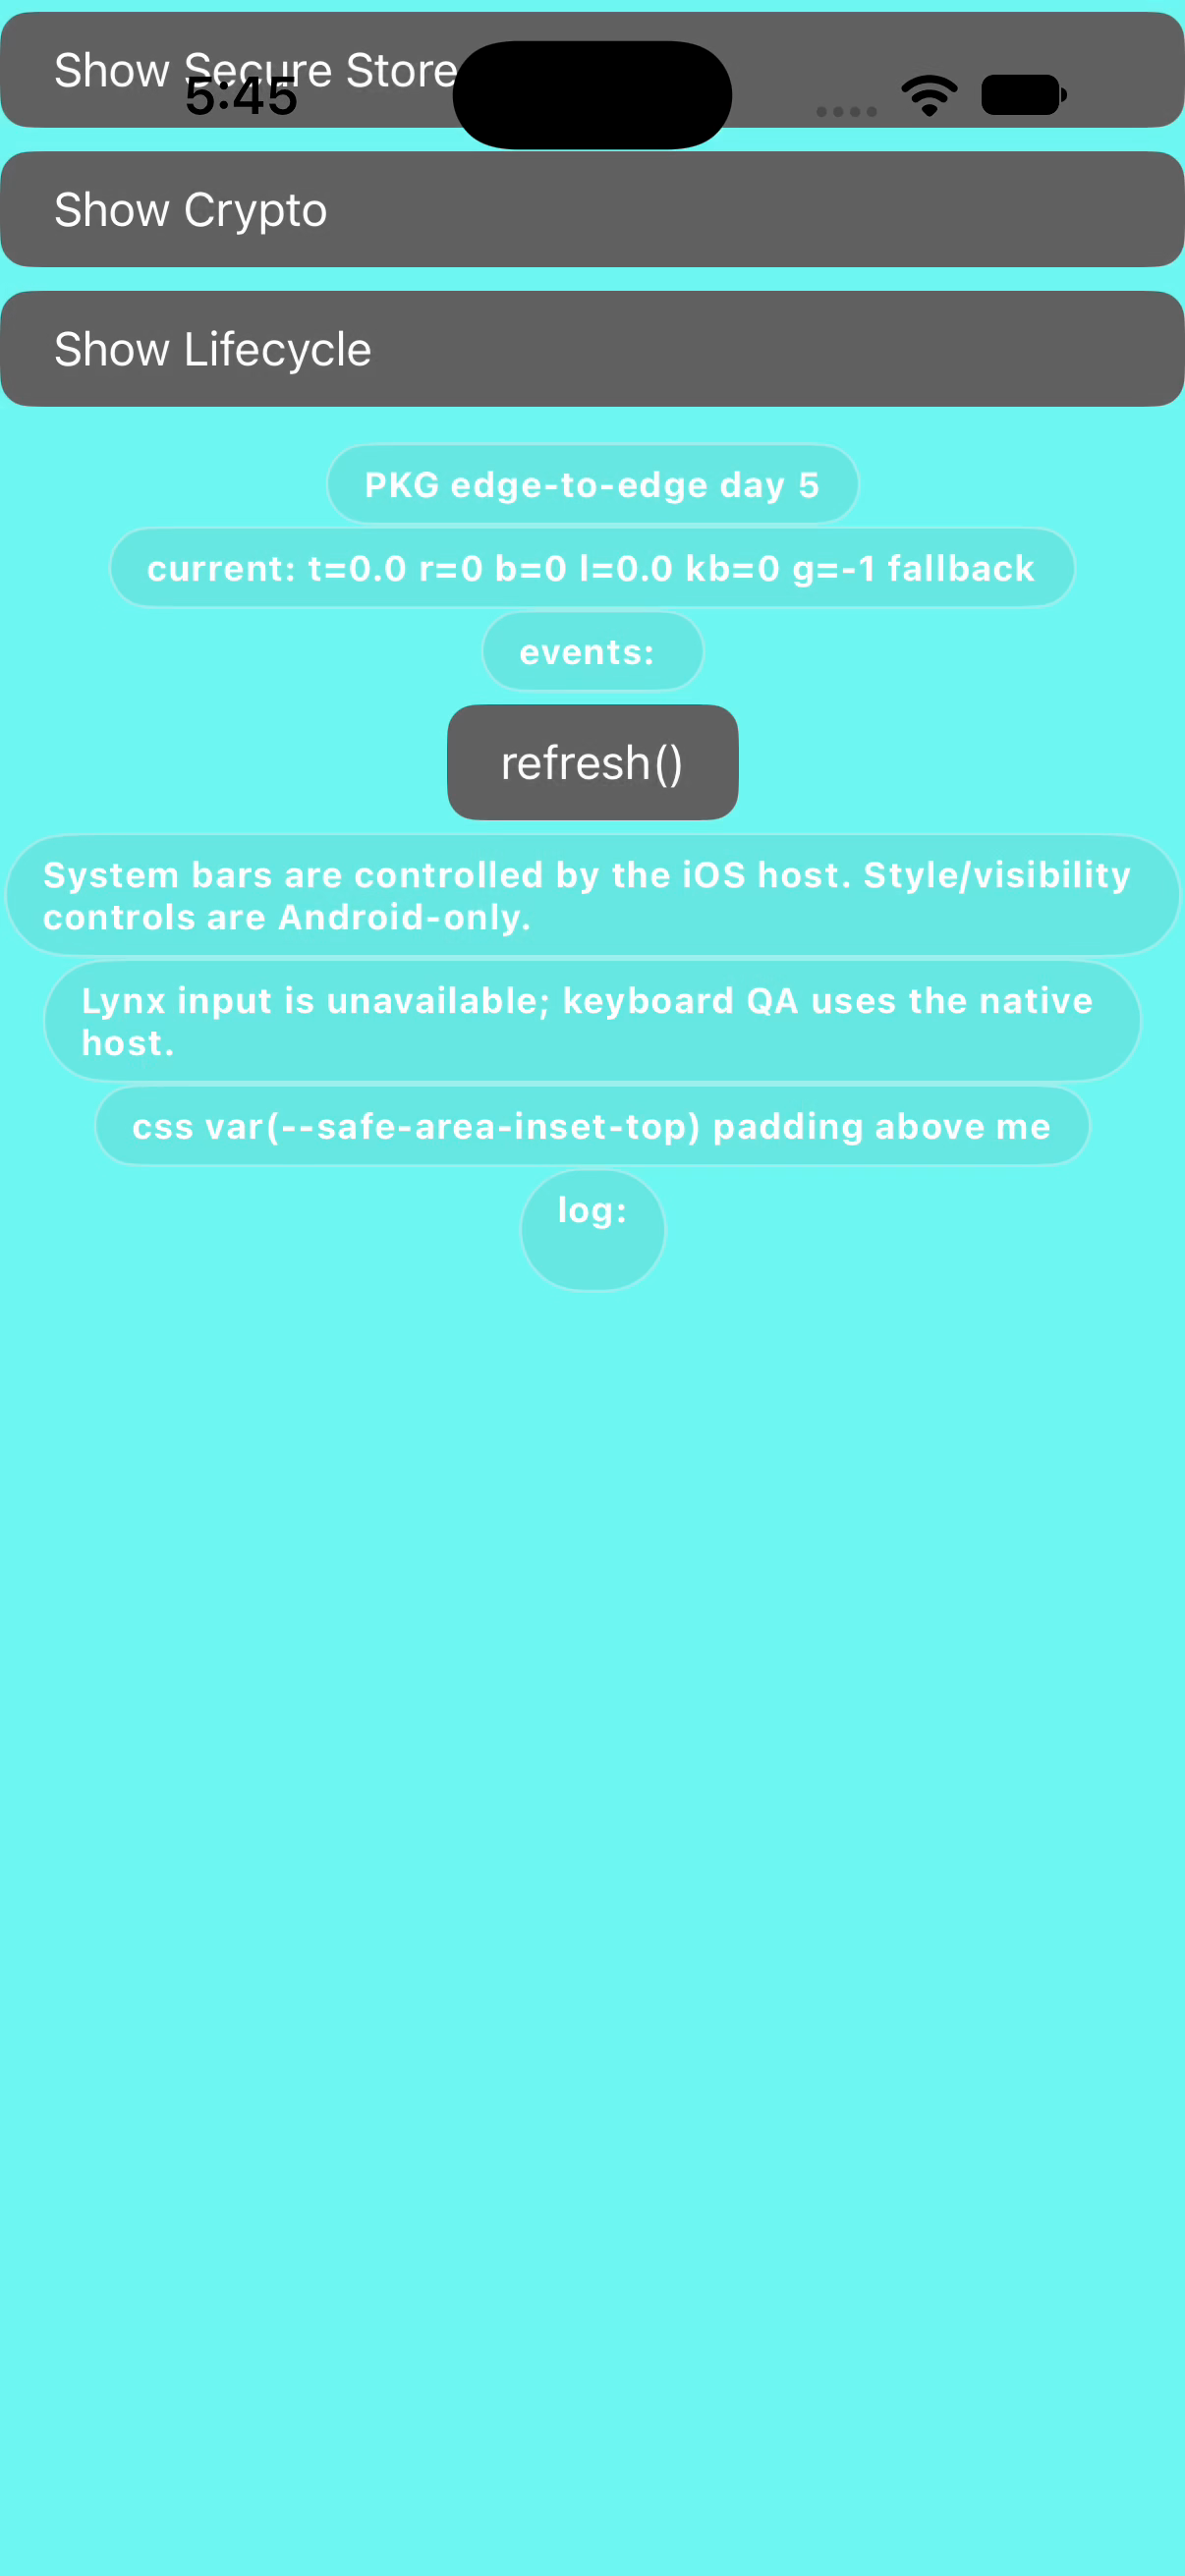 Show Secure Store
5:45
Show Crypto
Show Lifecycle
PKG edge-to-edge day 5
current: t=0.0 r=0 b=0 l=0.0 kb=0 g=-1 fallback
events:
refresh()
System bars are controlled by the iOS host. Style/visibility
controls are Android-only.
Lynx input is unavailable; keyboard QA uses the native
host.
css var(--safe-area-inset-top) padding above me
log: